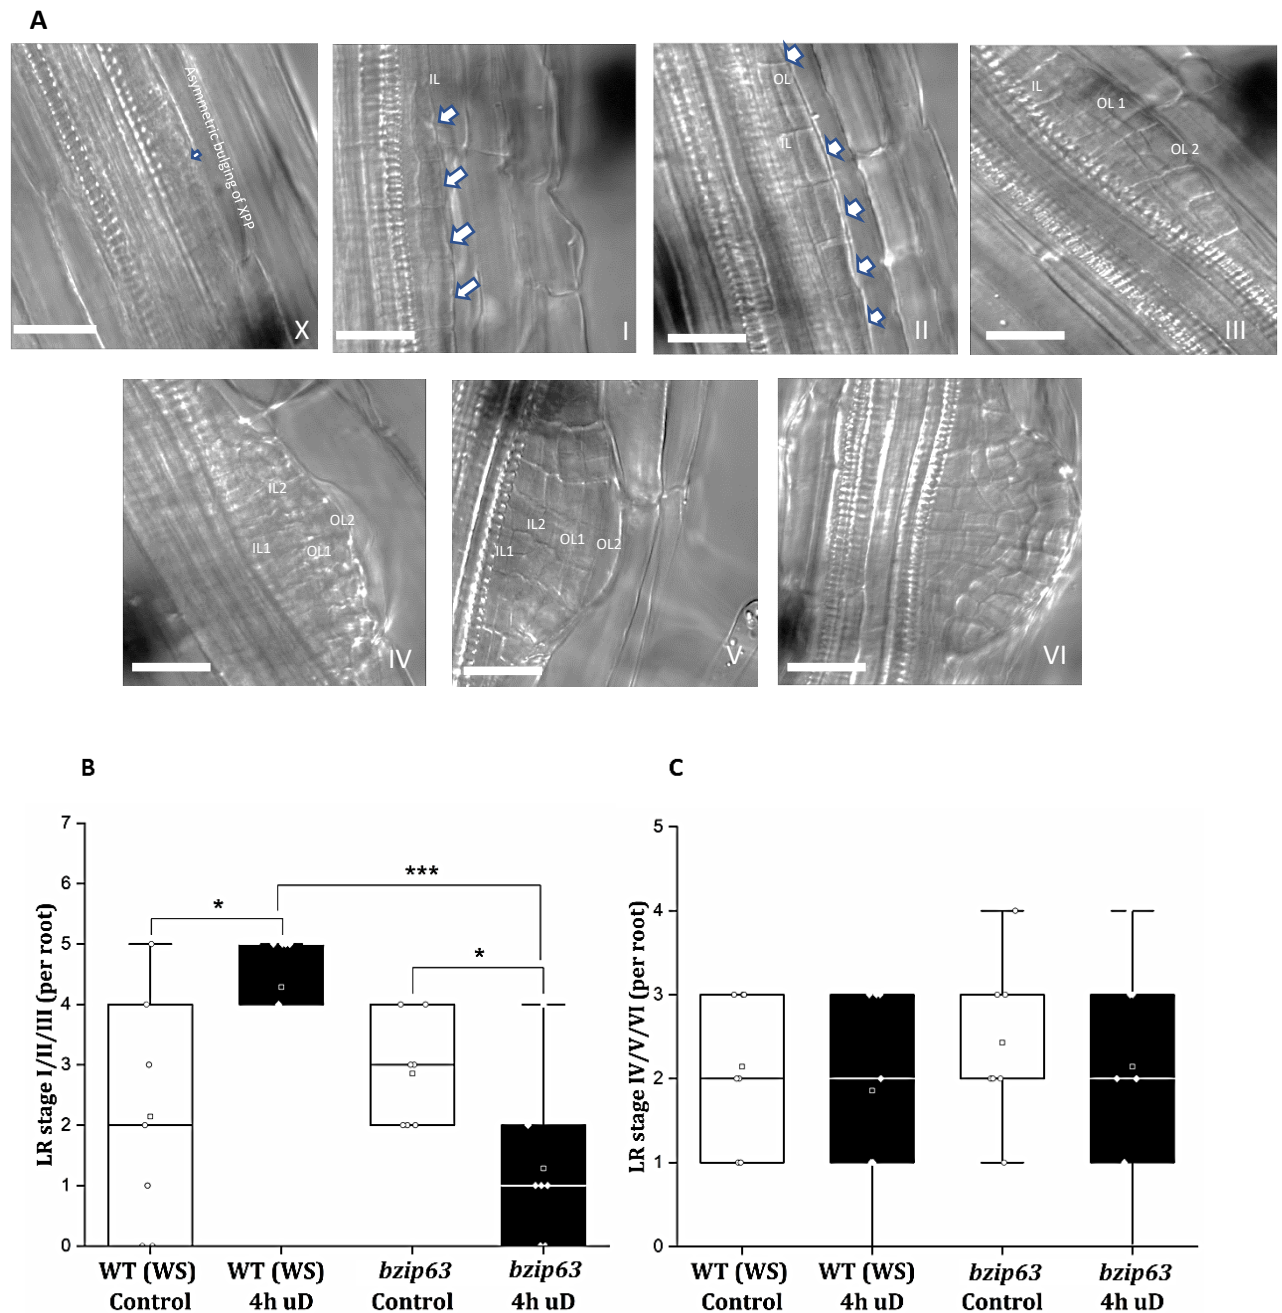 A
Asymmetric bulging of XPP
X
IL
I
OL
IL
II
IL
OL 1
OL 2
III
IL2
OL2
IL1
OL1
IV
IL2
OL1
OL2
IL1
V
VI
B
C
LR stage I/II/III (per root)
7
6
5
4
3
2
1
0
*
***
*
WT (WS)
Control
WT (WS)
4h uD
bzip63
Control
bzip63
4h uD
LR stage IV/V/VI (per root)
5
4
3
2
1
0
WT (WS)
Control
WT (WS)
4h uD
bzip63
Control
bzip63
4h uD